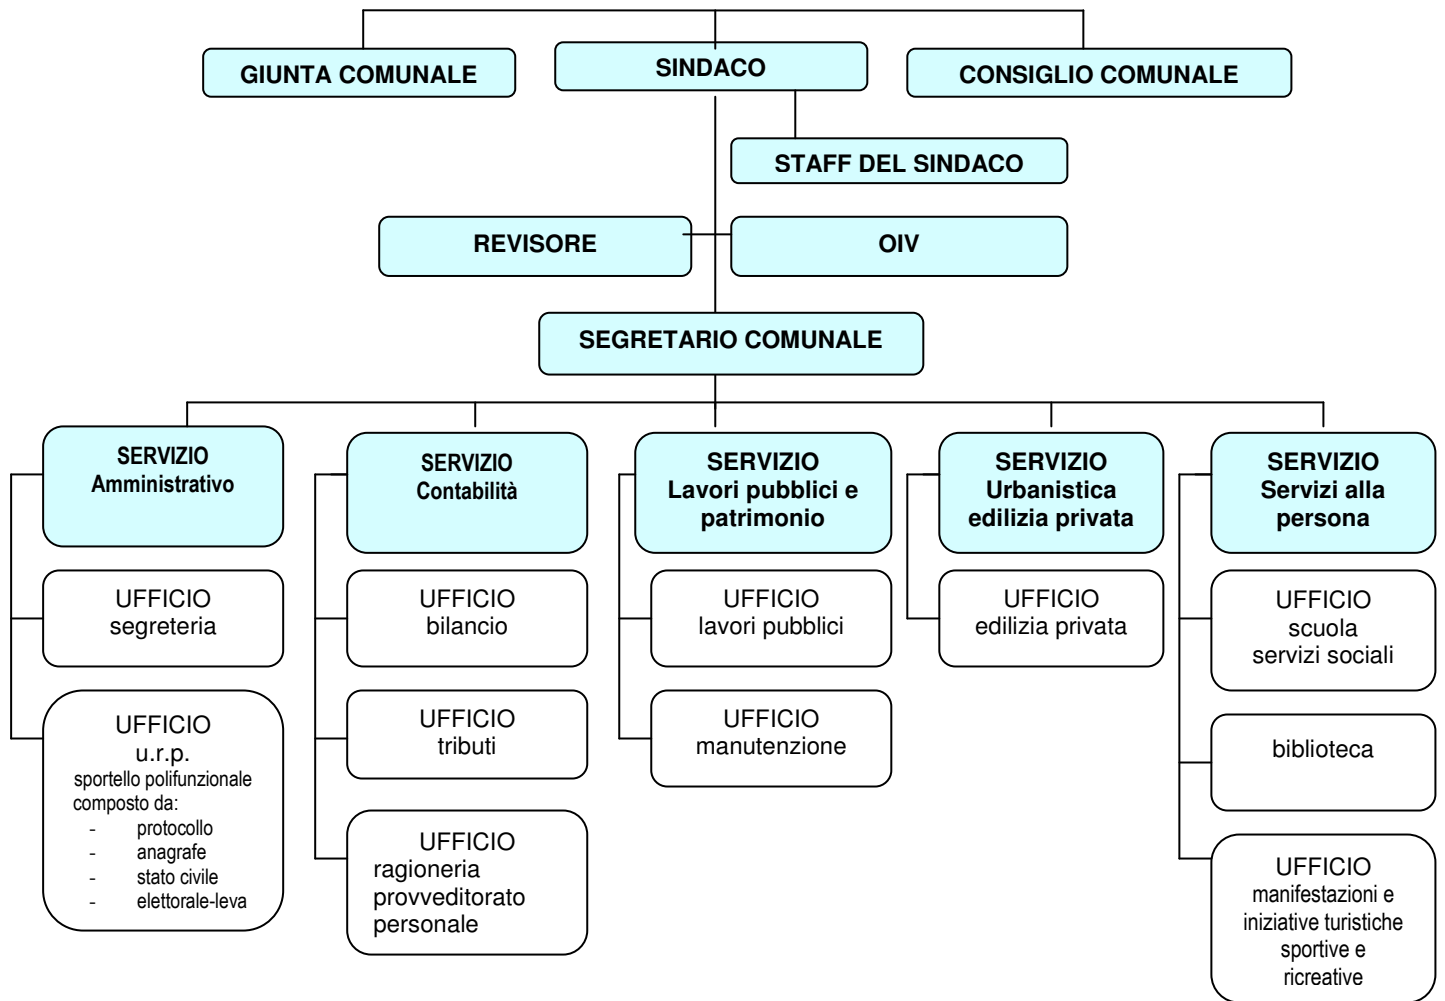 GIUNTA COMUNALE
SINDACO
CONSIGLIO COMUNALE
STAFF DEL SINDACO
REVISORE
OIV
SEGRETARIO COMUNALE
SERVIZIO
Amministrativo
SERVIZIO
Contabilità
SERVIZIO
Lavori pubblici e
patrimonio
SERVIZIO
Urbanistica
edilizia privata
SERVIZIO
Servizi alla
persona
UFFICIO
segreteria
UFFICIO
bilancio
UFFICIO
lavori pubblici
UFFICIO
edilizia privata
UFFICIO
scuola
servizi sociali
UFFICIO
u.r.p.
sportello polifunzionale
composto da:
- protocollo
- anagrafe
- stato civile
- elettorale-leva
UFFICIO
tributi
UFFICIO
manutenzione
biblioteca
UFFICIO
ragioneria
provveditorato
personale
UFFICIO
manifestazioni e
iniziative turistiche
sportive e
ricreative